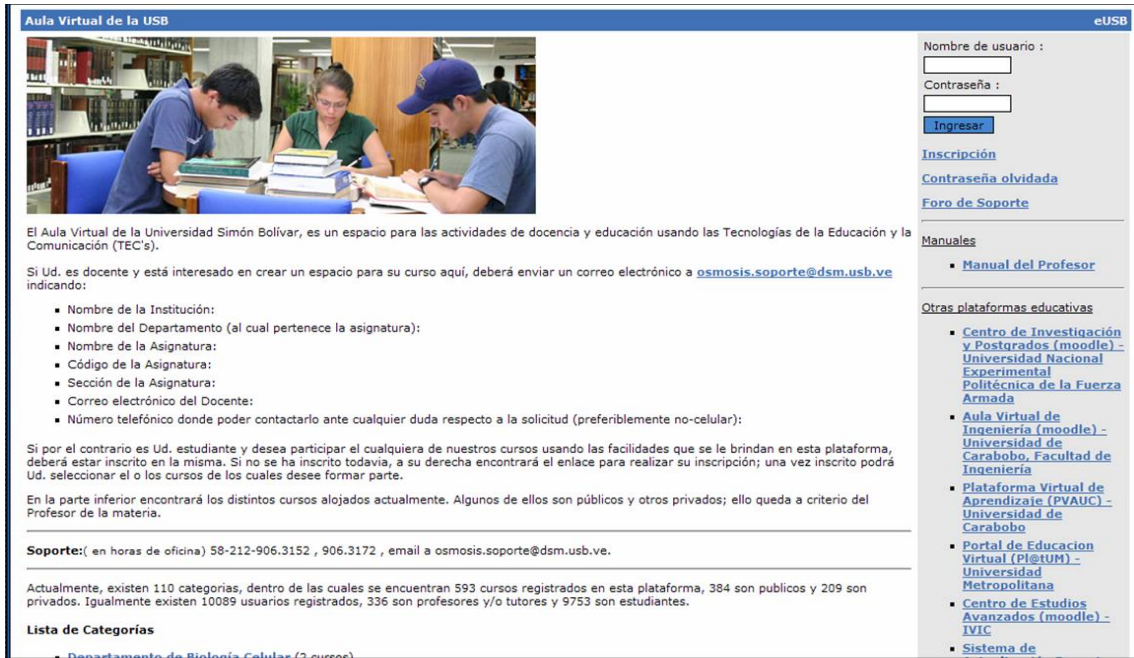 Aula Virtual de la USB
eUSB
El Aula Virtual de la Universidad Simón Bolívar, es un espacio para las actividades de docencia y educación usando las Tecnologías de la Educación y la
Comunicación (TEC's).
Si Ud. es docente y está interesado en crear un espacio para su curso aquí, deberá enviar un correo electrónico a osmosis.soporte@dsm.usb.ve
indicando:
Nombre de la Institución:
Nombre del Departamento (al cual pertenece la asignatura):
Nombre de la Asignatura:
Código de la Asignatura:
Sección de la Asignatura:
Correo electrónico del Docente:
Número telefónico donde poder contactarlo ante cualquier duda respecto a la solicitud (preferiblemente no-celular):
Si por el contrario es Ud. estudiante y desea participar el cualquiera de nuestros cursos usando las facilidades que se le brindan en esta plataforma,
deberá estar inscrito en la misma. Si no se ha inscrito todavia, a su derecha encontrará el enlace para realizar su inscripción; una vez inscrito podrá
Ud. seleccionar el o los cursos de los cuales desee formar parte.
En la parte inferior encontrará los distintos cursos alojados actualmente. Algunos de ellos son públicos y otros privados; ello queda a criterio del
Profesor de la materia.
Soporte:( en horas de oficina) 58-212-906.3152 , 906.3172 , email a osmosis.soporte@dsm.usb.ve.
Actualmente, existen 110 categorias, dentro de las cuales se encuentran 593 cursos registrados en esta plataforma, 384 son publicos y 209 son
privados. Igualmente existen 10089 usuarios registrados, 336 son profesores y/o tutores y 9753 son estudiantes.
Lista de Categorías
Departamento de Biología Celular (2 cursos)
Nombre de usuario :
Contraseña :
Ingresar
Inscripción
Contraseña olvidada
Foro de Soporte
Manuales
Manual del Profesor
Otras plataformas educativas
Centro de Investigación
y Postgrados (moodle) -
Universidad Nacional
Experimental
Politécnica de la Fuerza
Armada
Aula Virtual de
Ingeniería (moodle) -
Universidad de
Carabobo, Facultad de
Ingeniería
Plataforma Virtual de
Aprendizaje (PVAUC) -
Universidad de
Carabobo
Portal de Educacion
Virtual (Pl@tUM) -
Universidad
Metropolitana
Centro de Estudios
Avanzados (moodle) -
IVIC
Sistema de